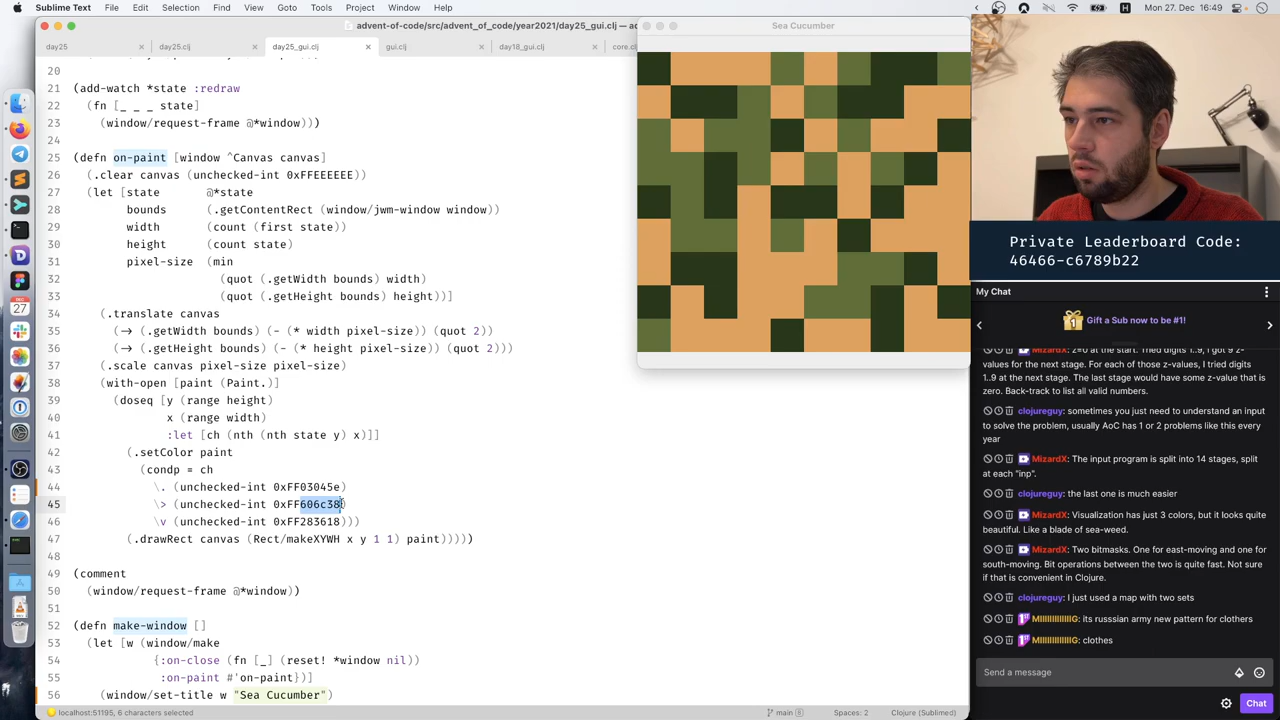 Sublime Text File Edit Selection Find View Goto Tools Project Window Help
Mon 27. Dec 16:49
advent-of-code/src/advent_of_code/year2021/day25_gui.clj — ad
Sea Cucumber
day25 × day25.clj × day25_gui.clj × gui.clj × day18_gui.clj × core.cl
20
21 (add-watch *state :redraw
22 (fn [_ _ _ state]
23 (window/request-frame @*window)))
24
25 (defn on-paint [window ^Canvas canvas]
26 (.clear canvas (unchecked-int 0xFFEEEEEE))
27 (let [state @*state
28 bounds (.getContentRect (window/jwm-window window))
29 width (count (first state))
30 height (count state)
31 pixel-size (min
32 (quot (.getWidth bounds) width)
33 (quot (.getHeight bounds) height))]
34 (.translate canvas
35 (-> (.getWidth bounds) (- (* width pixel-size)) (quot 2))
36 (-> (.getHeight bounds) (- (* height pixel-size)) (quot 2)))
37 (.scale canvas pixel-size pixel-size)
38 (with-open [paint (Paint.)]
39 (doseq [y (range height)
40 x (range width)
41 :let [ch (nth (nth state y) x)]]
42 (.setColor paint
43 (condp = ch
44 \. (unchecked-int 0xFF03045e)
45 \> (unchecked-int 0xFF606c38)
46 \v (unchecked-int 0xFF283618)))
47 (.drawRect canvas (Rect/makeXYWH x y 1 1) paint)))))
48
49 (comment
50 (window/request-frame @*window))
51
52 (defn make-window []
53 (let [w (window/make
54 {:on-close (fn [_] (reset! *window nil))
55 :on-paint #'on-paint})]
56 (window/set-title w "Sea Cucumber")
localhost:51195, 6 characters selected
main 6 Spaces: 2 Clojure (Sublimed)
Private Leaderboard Code:
46466-c6789b22
My Chat
1 Gift a Sub now to be #1!
MizardX: z=0 at the start. Tried digits 1..9, I got 9 z-
values for the next stage. For each of those z-values, I tried digits
1..9 at the next stage. The last stage would have some z-value that is
zero. Back-track to list all valid numbers.
clojureguy: sometimes you just need to understand an input
to solve the problem, usually AoC has 1 or 2 problems like this every
year
MizardX: The input program is split into 14 stages, split
at each "inp".
clojureguy: the last one is much easier
MizardX: Visualization has just 3 colors, but it looks quite
beautiful. Like a blade of sea-weed.
MizardX: Two bitmasks. One for east-moving and one for
south-moving. Bit operations between the two is quite fast. Not sure
if that is convenient in Clojure.
clojureguy: I just used a map with two sets
its russsian army new pattern for clothers
clothes
Send a message
Chat